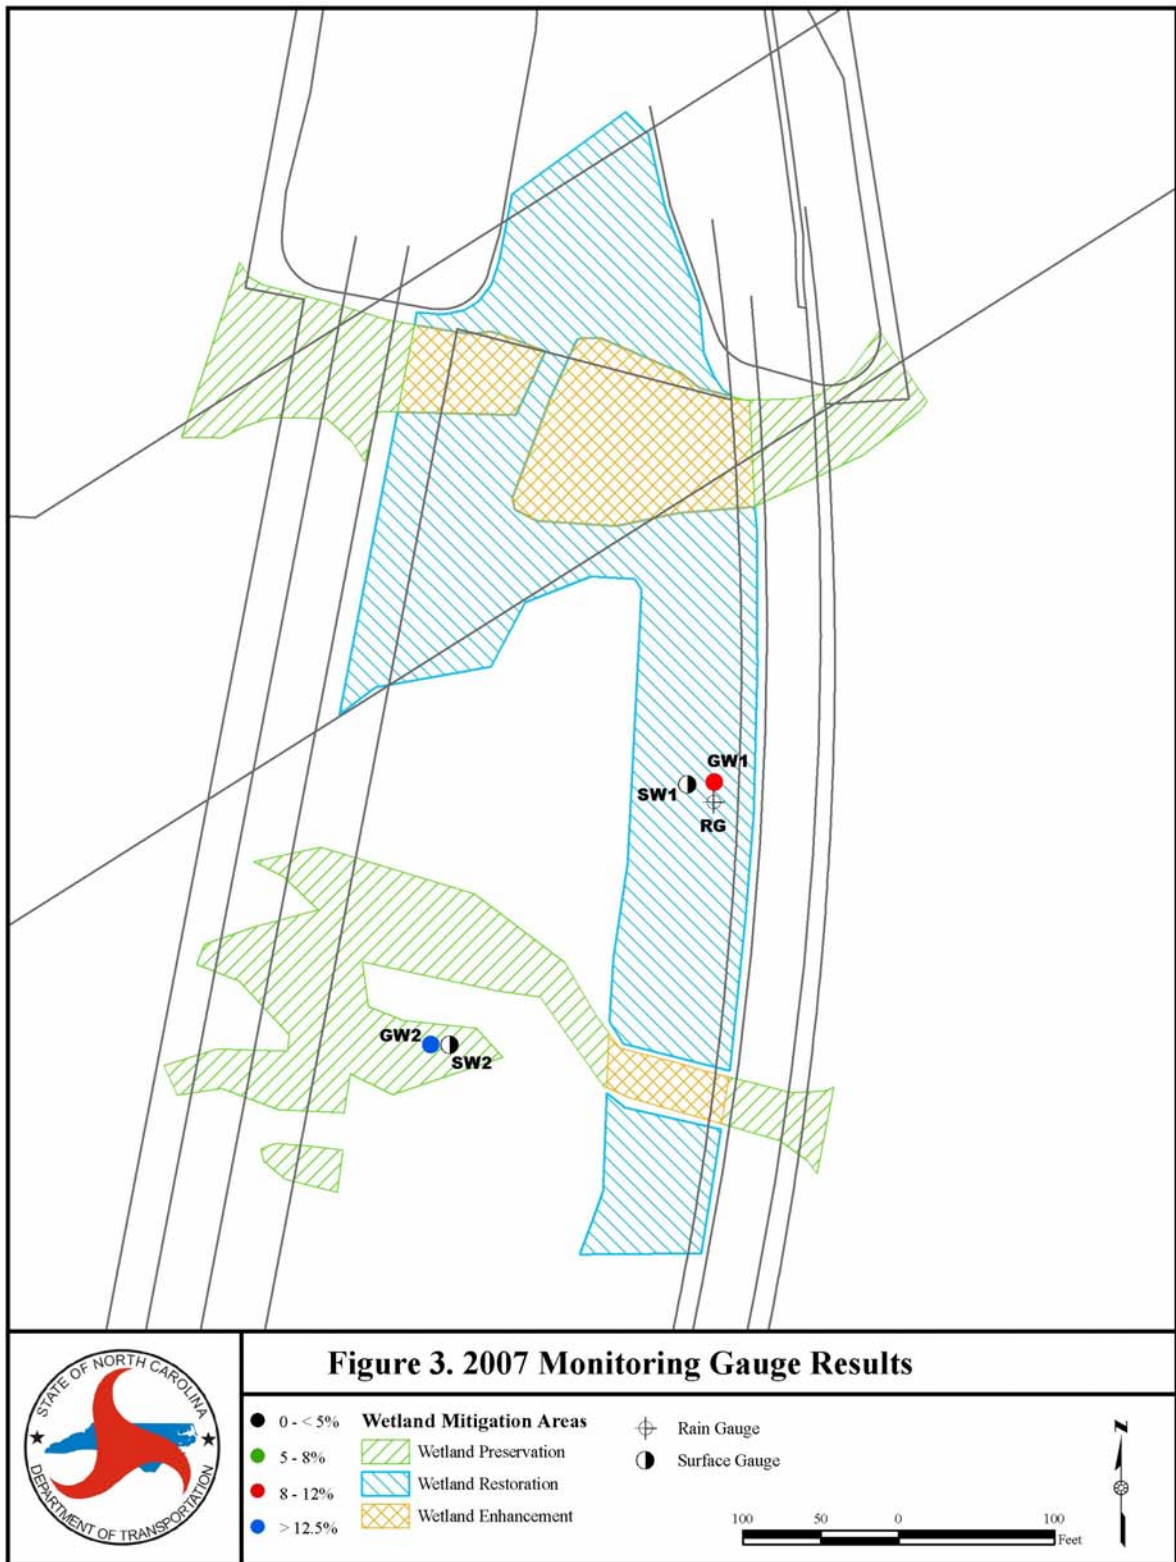 GW1
SW1
RG
GW2
SW2
STATE OF NORTH CAROLINA
DEPARTMENT OF TRANSPORTATION
Figure 3. 2007 Monitoring Gauge Results
0 - < 5%
5 - 8%
8 - 12%
> 12.5%
Wetland Mitigation Areas
Wetland Preservation
Wetland Restoration
Wetland Enhancement
Rain Gauge
Surface Gauge
N
100 50 0 100
Feet